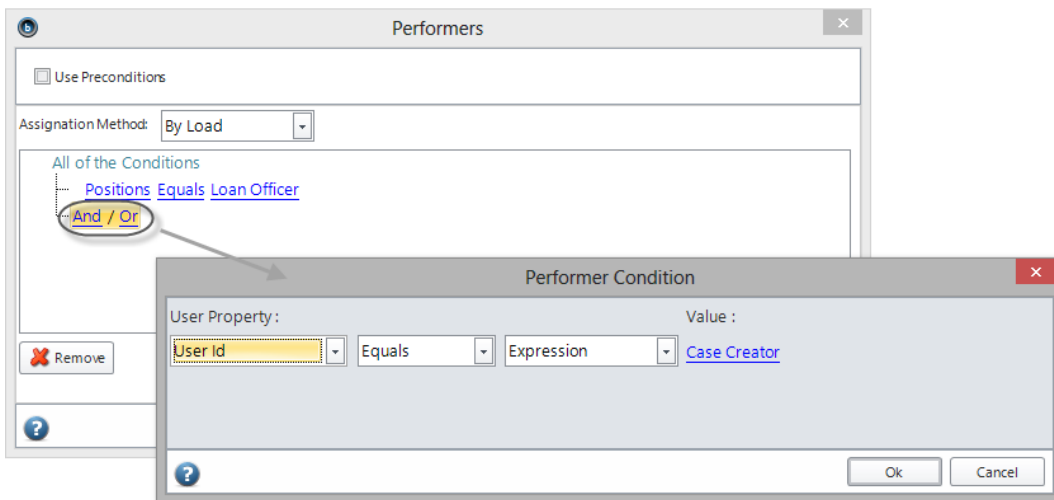 Performers
Use Preconditions
Assignation Method: By Load
All of the Conditions
Positions Equals Loan Officer
And / Or
Performer Condition
User Property : Value :
User Id Equals Expression Case Creator
Remove
Ok Cancel